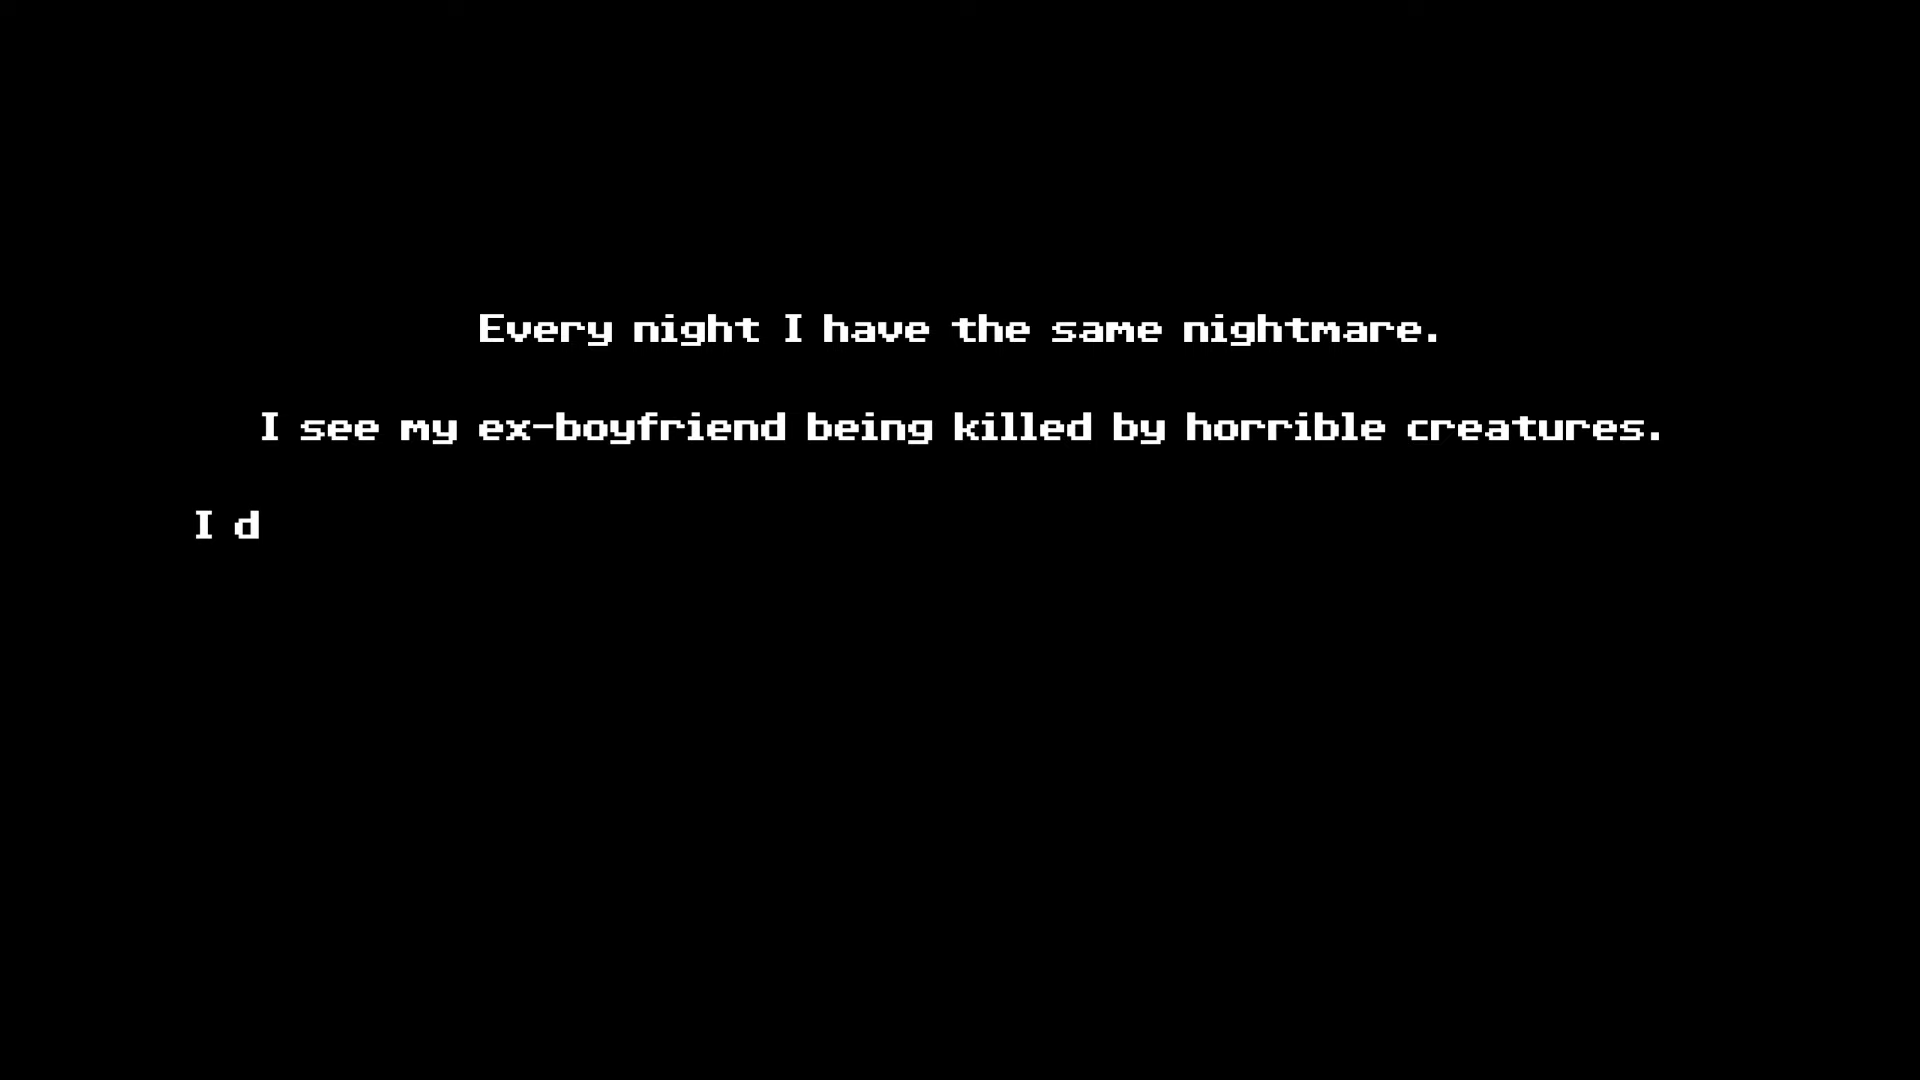 Every night I have the same nightmare.
I see my ex-boyfriend being killed by horrible creatures.
I d